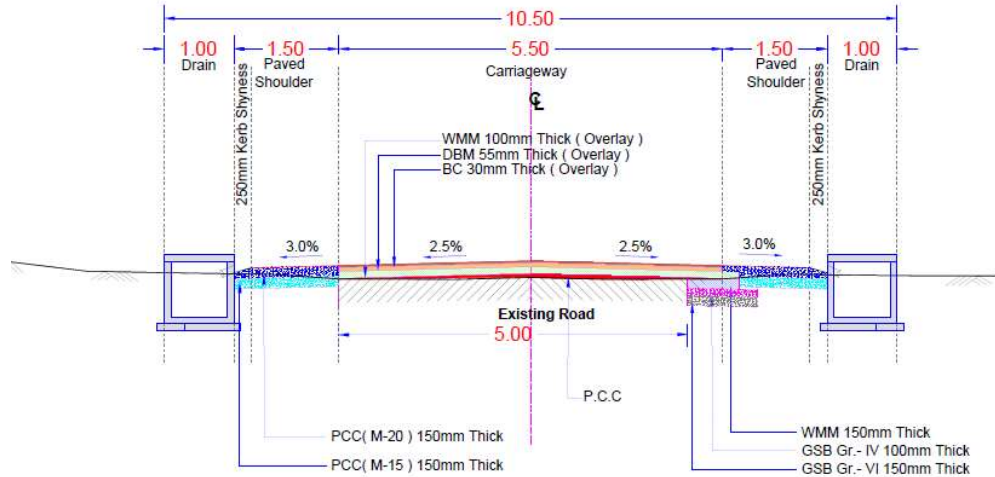 10.50
1.00
1.50
5.50
1.50
1.00
Drain
Paved
Shoulder
Carriageway
Paved
Shoulder
Drain
250mm Kerb Shyness
250mm Kerb Shyness
℄
WMM 100mm Thick ( Overlay )
DBM 55mm Thick ( Overlay )
BC 30mm Thick ( Overlay )
3.0%
2.5%
2.5%
3.0%
Existing Road
5.00
P.C.C
PCC( M-20 ) 150mm Thick
PCC( M-15 ) 150mm Thick
WMM 150mm Thick
GSB Gr.- IV 100mm Thick
GSB Gr.- VI 150mm Thick